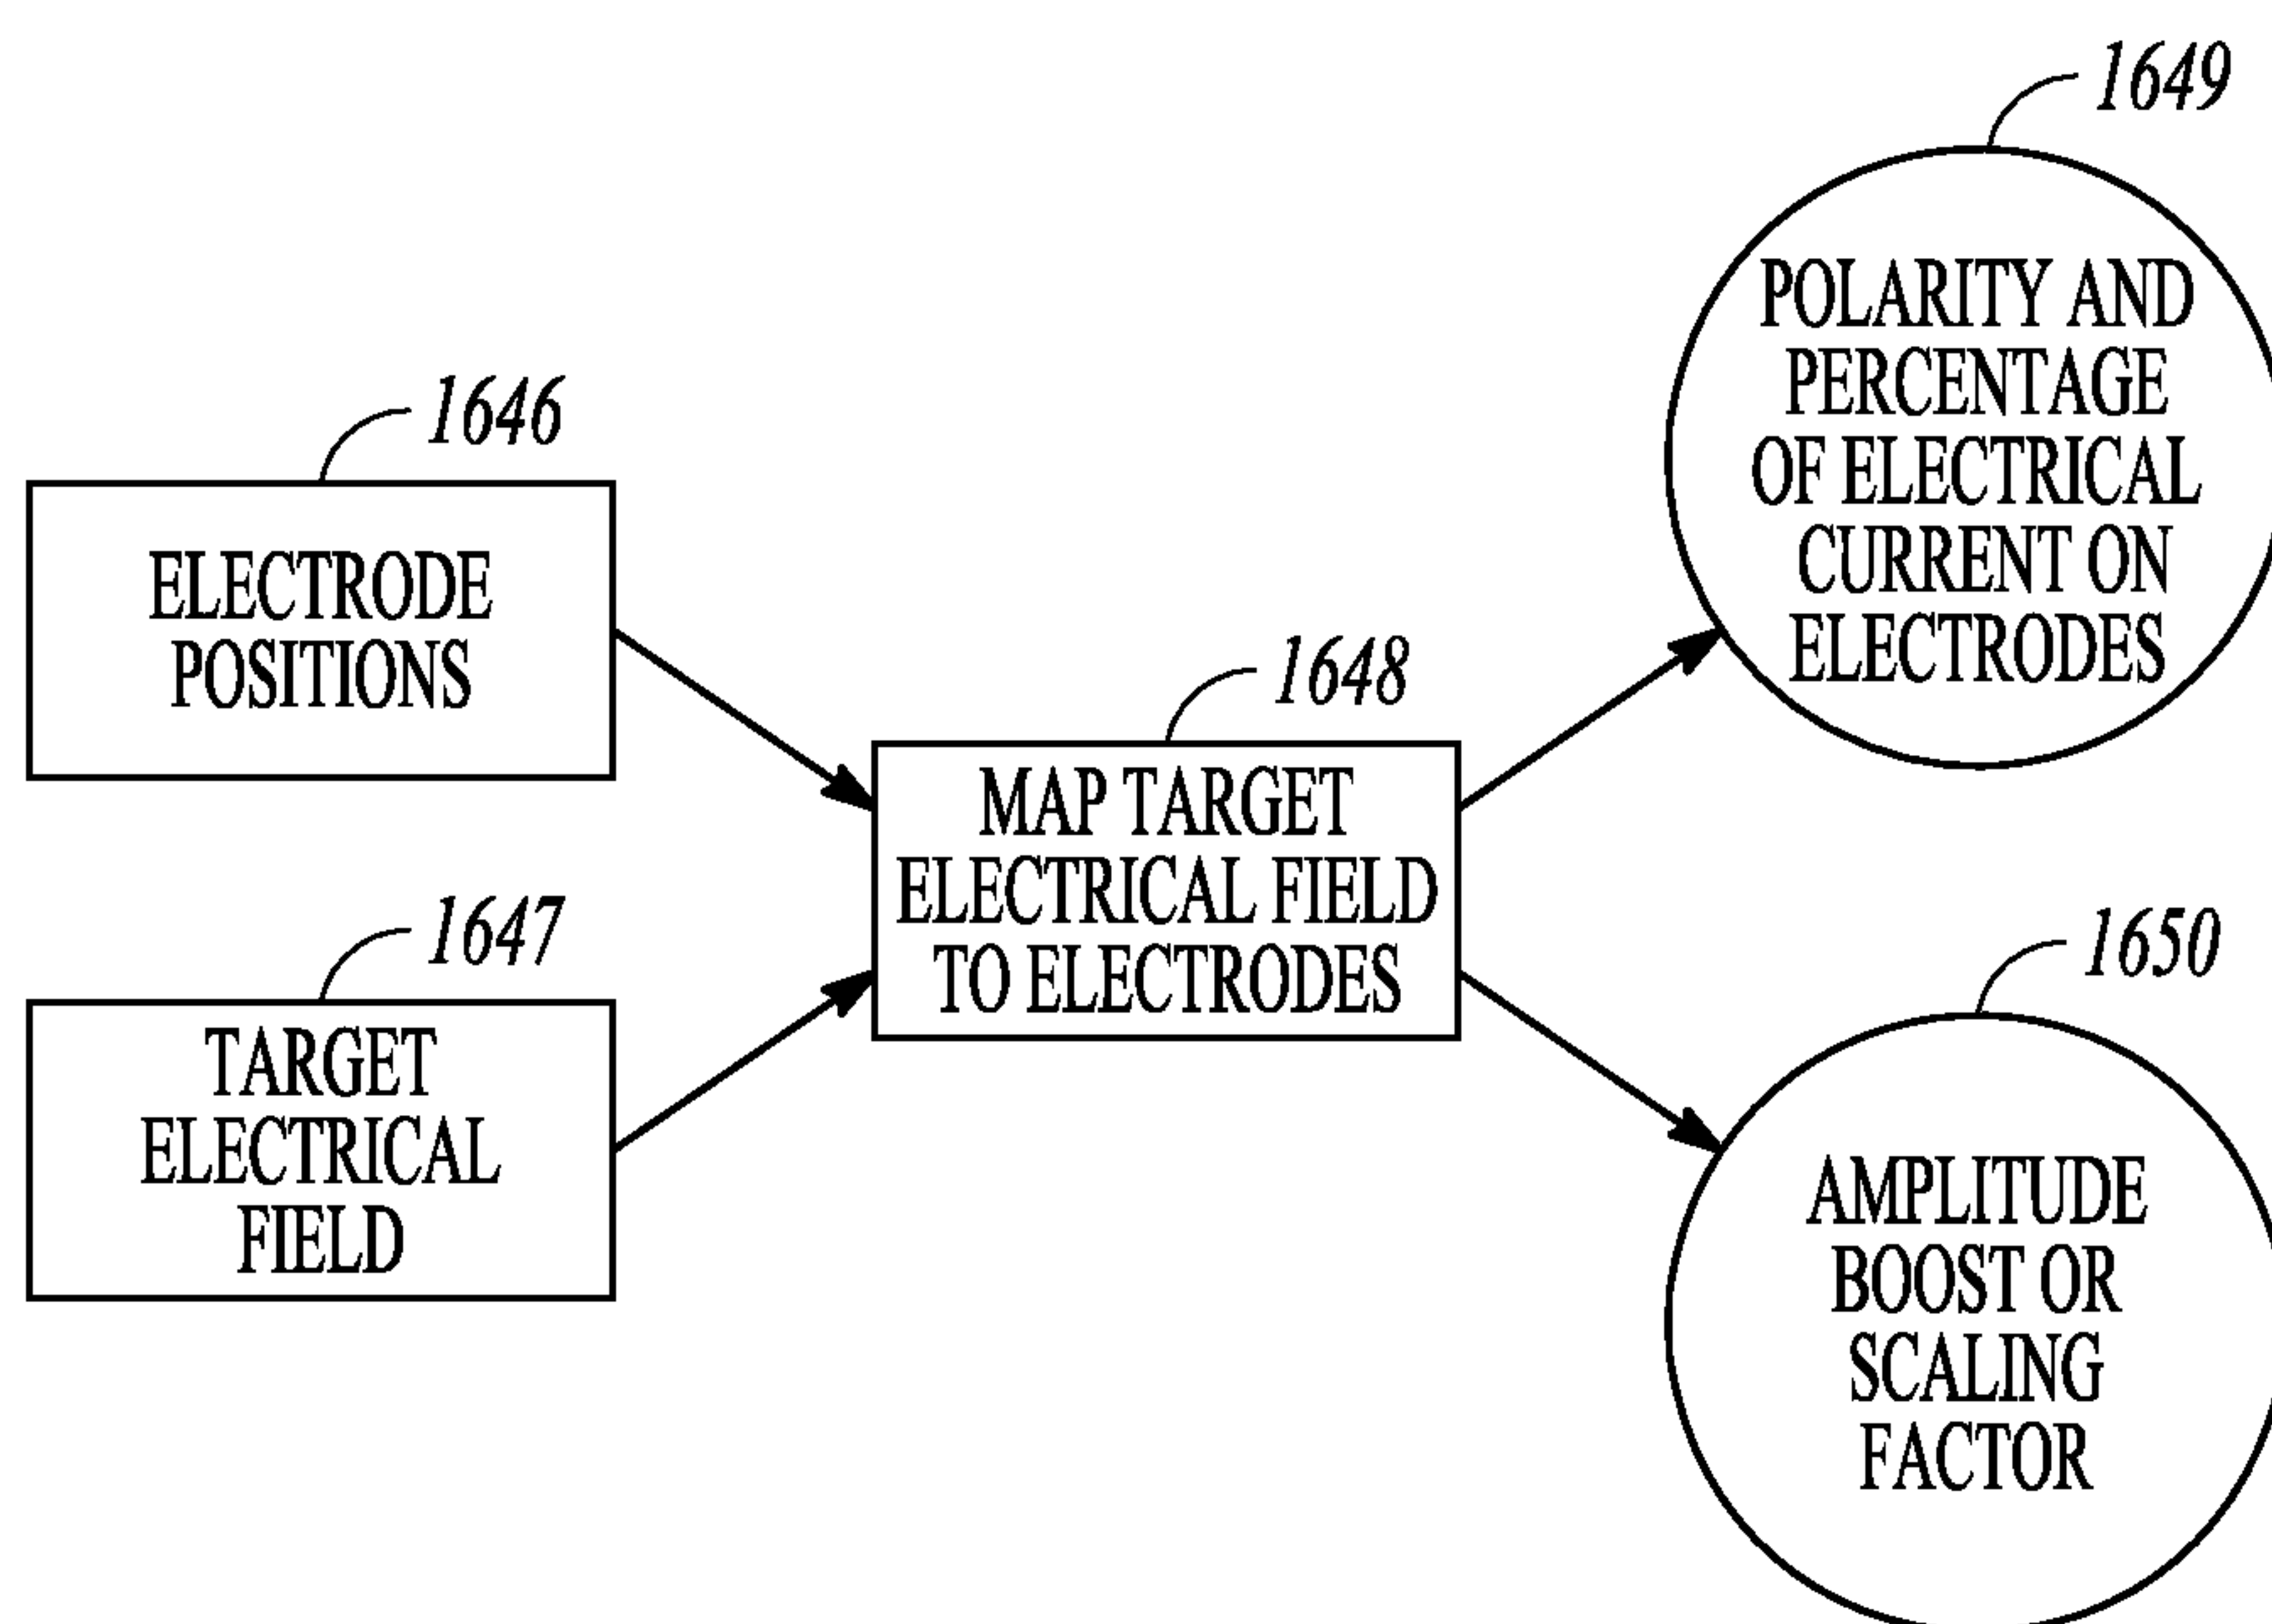 1646
ELECTRODE
POSITIONS
1647
TARGET
ELECTRICAL
FIELD
1648
MAP TARGET
ELECTRICAL FIELD
TO ELECTRODES
1649
POLARITY AND
PERCENTAGE
OF ELECTRICAL
CURRENT ON
ELECTRODES
1650
AMPLITUDE
BOOST OR
SCALING
FACTOR